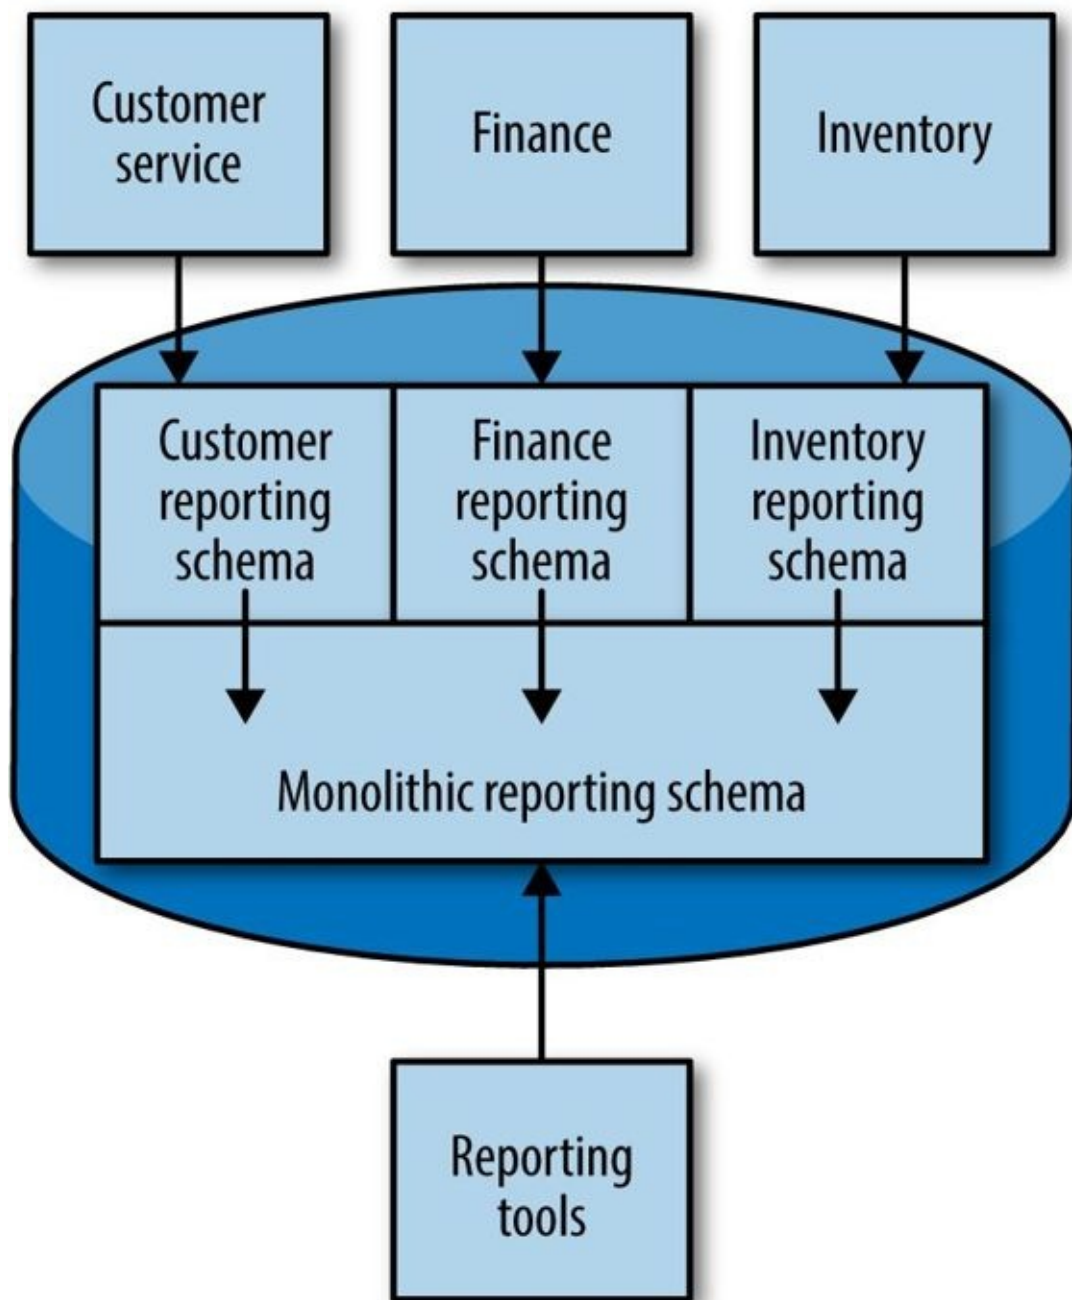 Customer
service
Finance
Inventory
Customer
reporting
schema
Finance
reporting
schema
Inventory
reporting
schema
Monolithic reporting schema
Reporting
tools